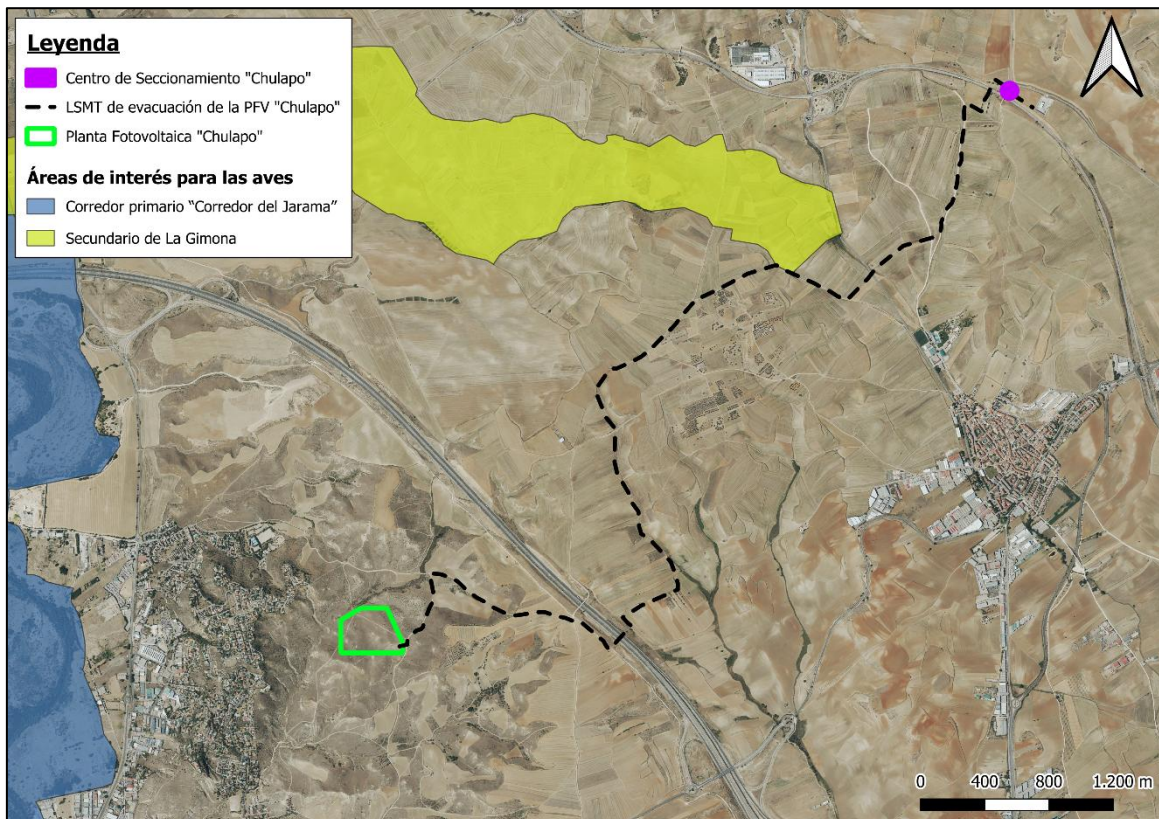 Leyenda
Centro de Seccionamiento "Chulapo"
LSMT de evacuación de la PFV "Chulapo"
Planta Fotovoltaica "Chulapo"
Áreas de interés para las aves
Corredor primario “Corredor del Jarama”
Secundario de La Gimona
0 400 800 1.200 m